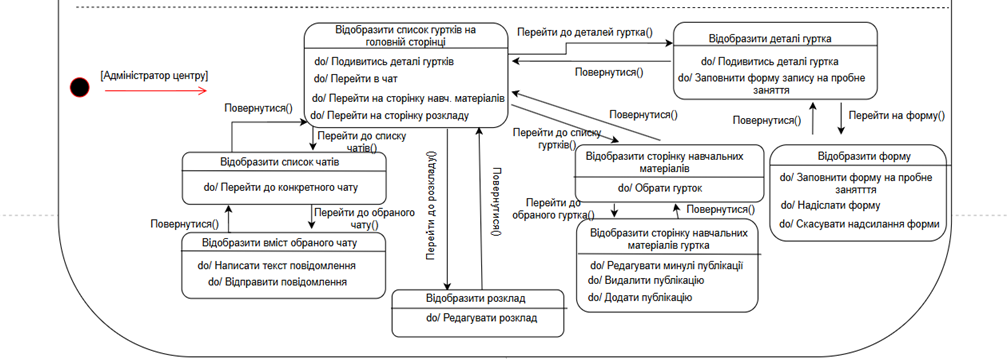 [Адміністратор центру]
Відобразити список гуртків на
головній сторінці
do/ Подивитись деталі гуртків
do/ Перейти в чат
do/ Перейти на сторінку навч. матеріалів
do/ Перейти на сторінку розкладу
Перейти до деталей гуртка()
Повернутися()
Відобразити деталі гуртка
do/ Подивитись деталі гуртка
do/ Заповнити форму запису на пробне
заняття
Повернутися()
Перейти на форму()
Відобразити форму
do/ Заповнити форму на пробне
занятття
do/ Надіслати форму
do/ Скасувати надсилання форми
Повернутися()
Перейти до списку
чатів()
Відобразити список чатів
do/ Перейти до конкретного чату
Повернутися()
Перейти до обраного
чату()
Відобразити вміст обраного чату
do/ Написати текст повідомлення
do/ Відправити повідомлення
Перейти до розкладу()
Повернутися()
Відобразити розклад
do/ Редагувати розклад
Повернутися()
Перейти до списку
гуртків()
Відобразити сторінку навчальних
матеріалів
do/ Обрати гурток
Перейти до
обраного гуртка()
Повернутися()
Відобразити сторінку навчальних
матеріалів гуртка
do/ Редагувати минулі публікації
do/ Видалити публікацію
do/ Додати публікацію